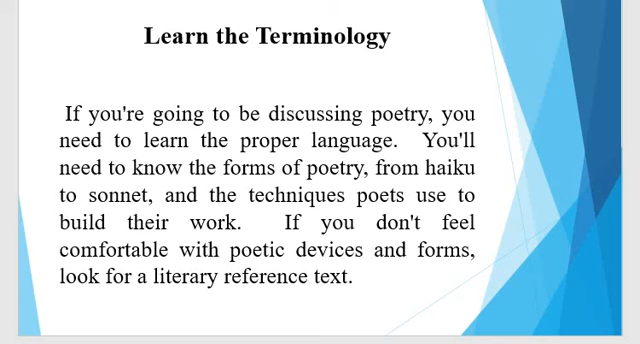 Learn the Terminology
If you're going to be discussing poetry, you
need to learn the proper language. You'll
need to know the forms of poetry, from haiku
to sonnet, and the techniques poets use to
build their work. If you don't feel
comfortable with poetic devices and forms,
look for a literary reference text.